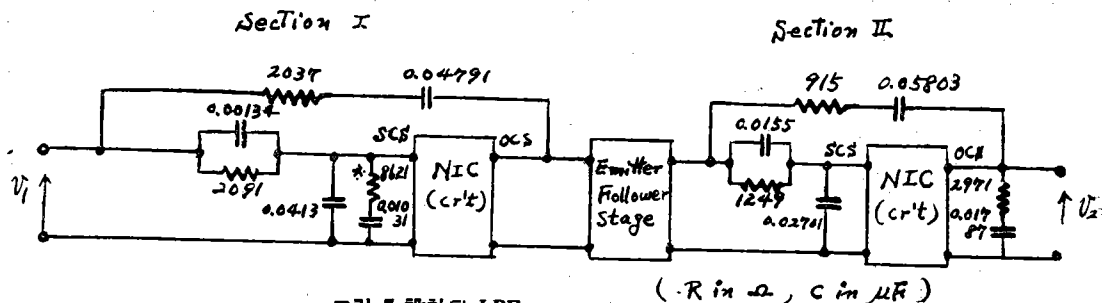 Section I
Section II
2037
0.04791
915
0.05803
0.00134
2091
SCS
OCS
0.0155
1249
SCS
OCS
*
8621
0.010
31
0.0413
NIC
(cr't)
Emitter
Follower
Stage
0.02701
NIC
(cr't)
2971
0.017
87
V1
V2
(R in Ω, C in μF)